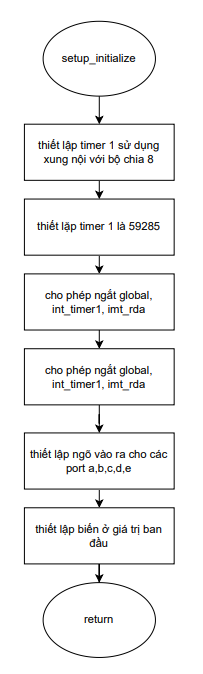 setup_initialize
thiết lập timer 1 sử dụng
xung nội với bộ chia 8
thiết lặp timer 1 là 59285
cho phép ngắt global,
int_timer1, imt_rda
cho phép ngắt global,
int_timer1, imt_rda
thiết lập ngõ vào ra cho các
port a,b,c,d,e
thiết lập biến ở giá trị ban
đầu
return